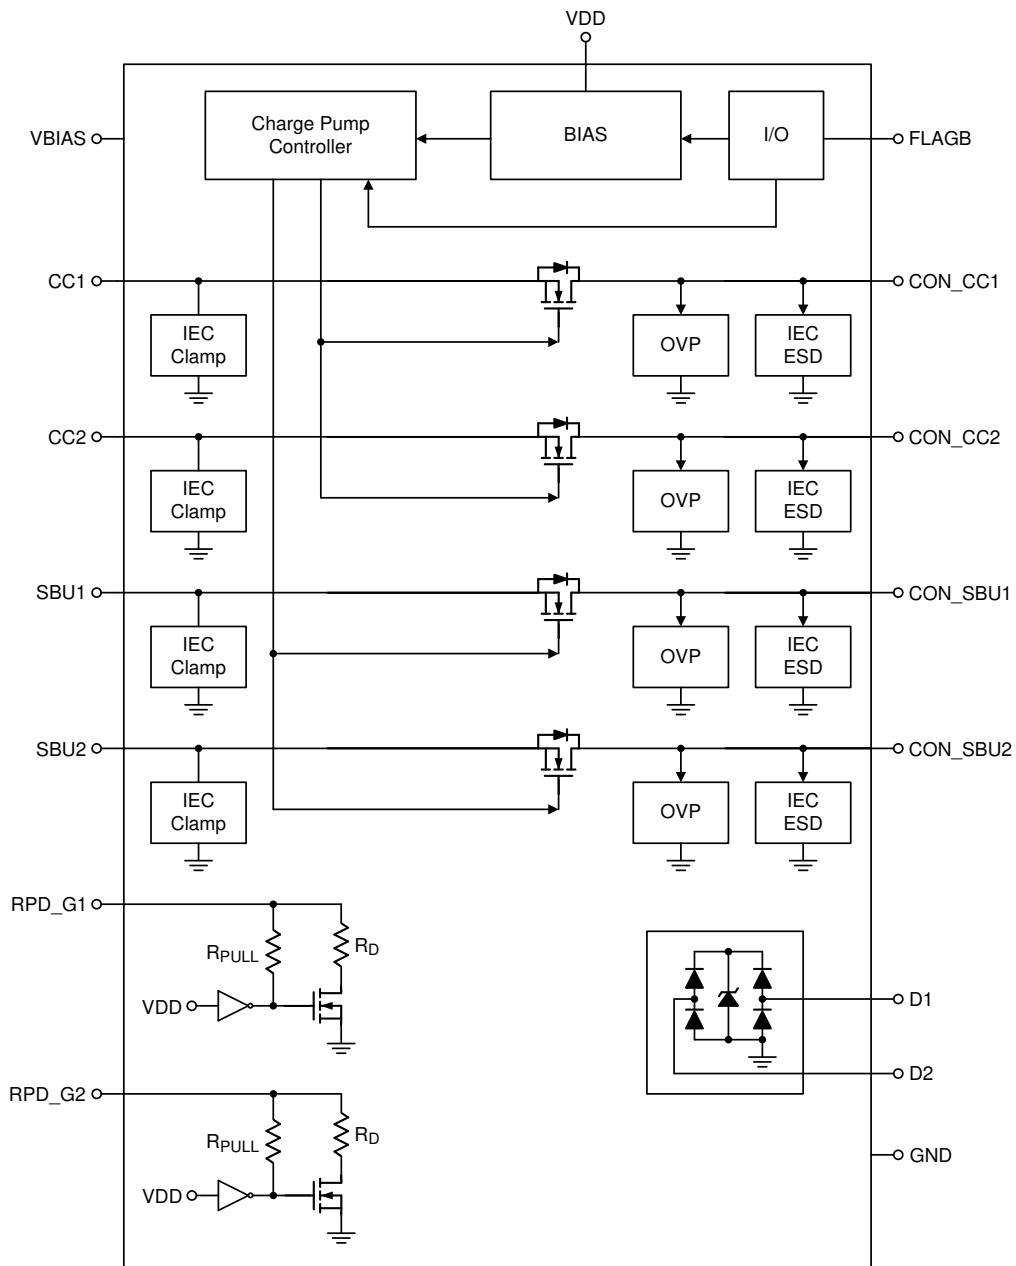 VDD
VBIAS
Charge Pump
Controller
BIAS
I/O
FLAGB
CC1
CON_CC1
IEC
Clamp
OVP
IEC
ESD
CC2
CON_CC2
IEC
Clamp
OVP
IEC
ESD
SBU1
CON_SBU1
IEC
Clamp
OVP
IEC
ESD
SBU2
CON_SBU2
IEC
Clamp
OVP
IEC
ESD
RPD_G1
RPULL
RD
VDD
D1
D2
RPD_G2
RPULL
RD
VDD
GND